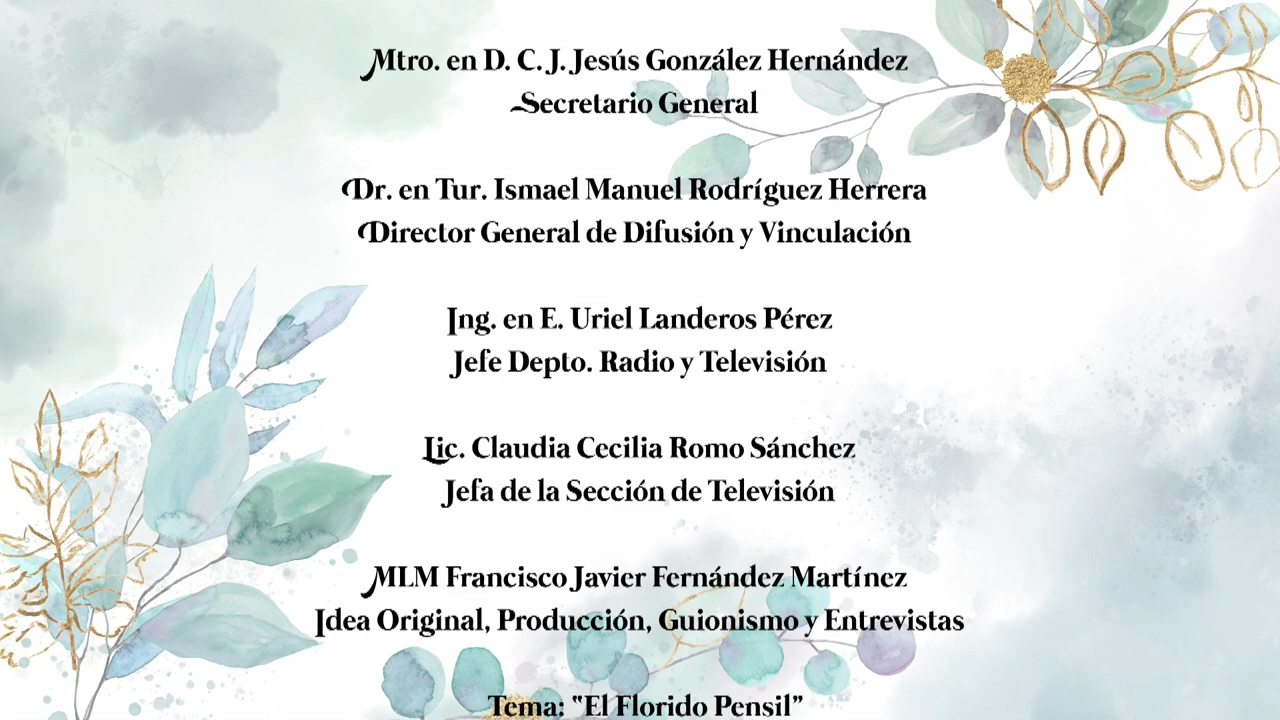 Mtro. en D. C. J. Jesús González Hernández
Secretario General
Dr. en Tur. Ismael Manuel Rodríguez Herrera
Director General de Difusión y Vinculación
Ing. en E. Uriel Landeros Pérez
Jefe Depto. Radio y Televisión
Lic. Claudia Cecilia Romo Sánchez
Jefa de la Sección de Televisión
MLM Francisco Javier Fernández Martínez
Idea Original, Producción, Guionismo y Entrevistas
Tema: “El Florido Pensil”